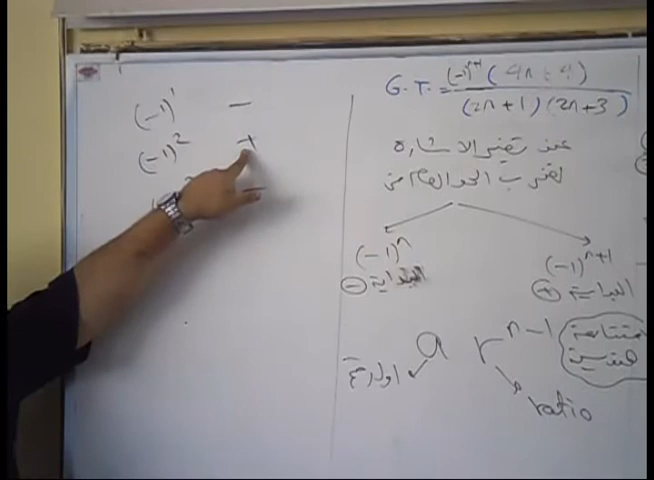 (-1)¹ −
(-1)² +
−
G.T. = (-1)ⁿ⁺¹ (4n ± 4) / (2n+1)(2n+3)
عند تغير الاشارة
نضرب الحد العام في
(-1)ⁿ
البداية ⊖
(-1)ⁿ⁺¹
البداية ⊕
a r^{n-1}
متتابعة
هندسية
اول رقم
ratio